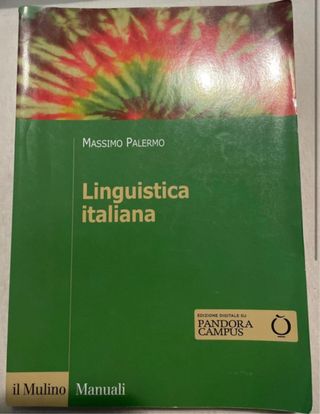 MASSIMO PALERMO
Linguistica
italiana
EDIZIONE DIGITALE SU
PANDORA
CAMPUS
il Mulino Manuali